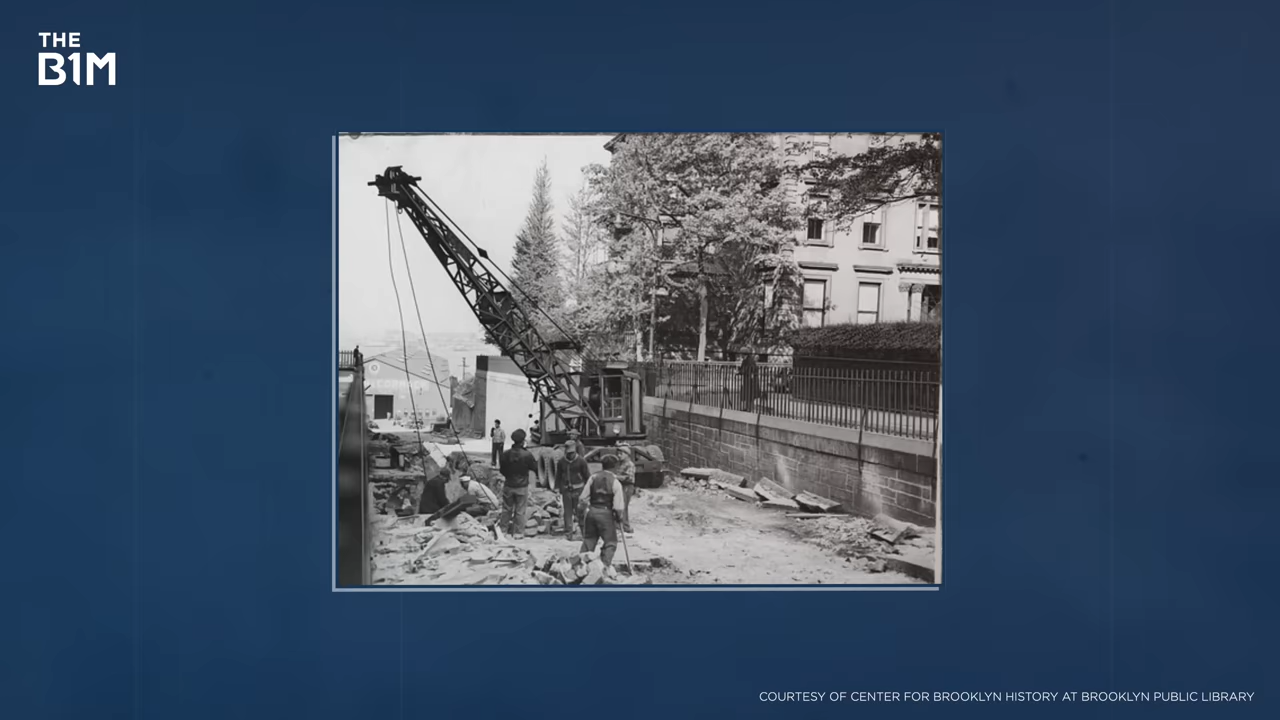 THE
B1M
COURTESY OF CENTER FOR BROOKLYN HISTORY AT BROOKLYN PUBLIC LIBRARY